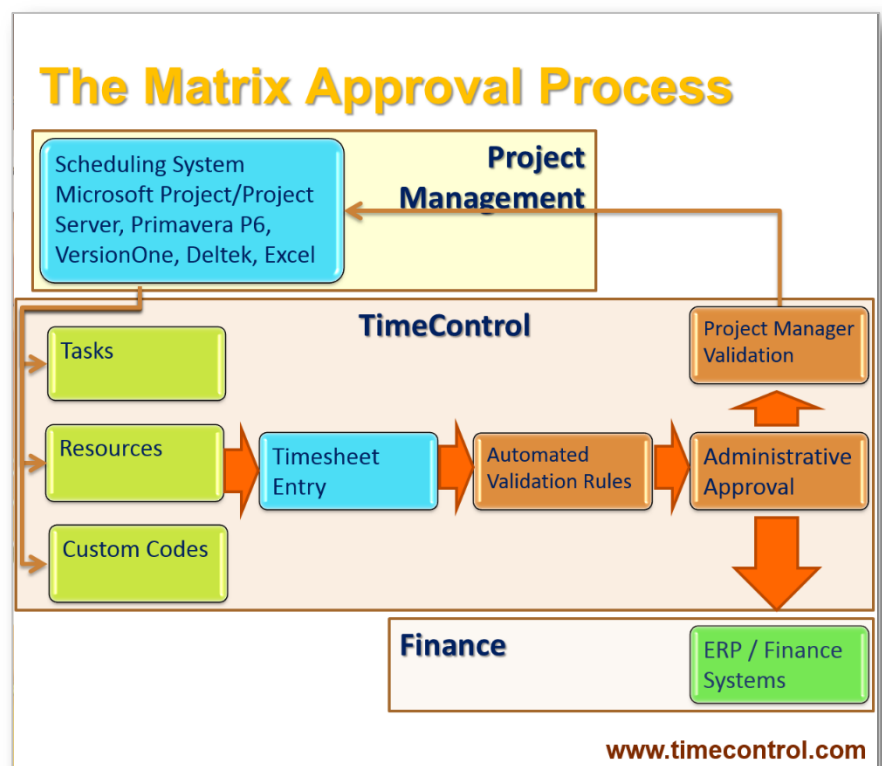 The Matrix Approval Process
Scheduling System
Microsoft Project/Project
Server, Primavera P6,
VersionOne, Deltek, Excel
Project
Management
TimeControl
Tasks
Resources
Custom Codes
Timesheet
Entry
Automated
Validation Rules
Project Manager
Validation
Administrative
Approval
Finance
ERP / Finance
Systems
www.timecontrol.com